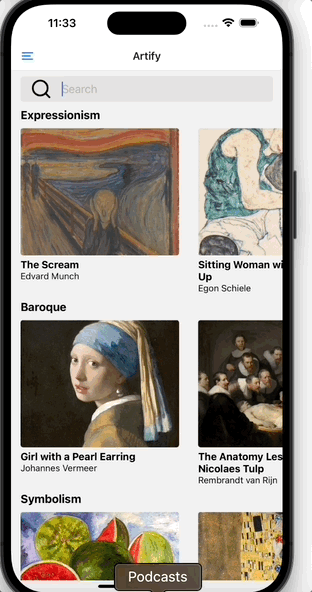 11:33
Artify
Search
Expressionism
The Scream
Edvard Munch
Sitting Woman wi
Up
Egon Schiele
Baroque
Girl with a Pearl Earring
Johannes Vermeer
The Anatomy Les
Nicolaes Tulp
Rembrandt van Rijn
Symbolism
Podcasts